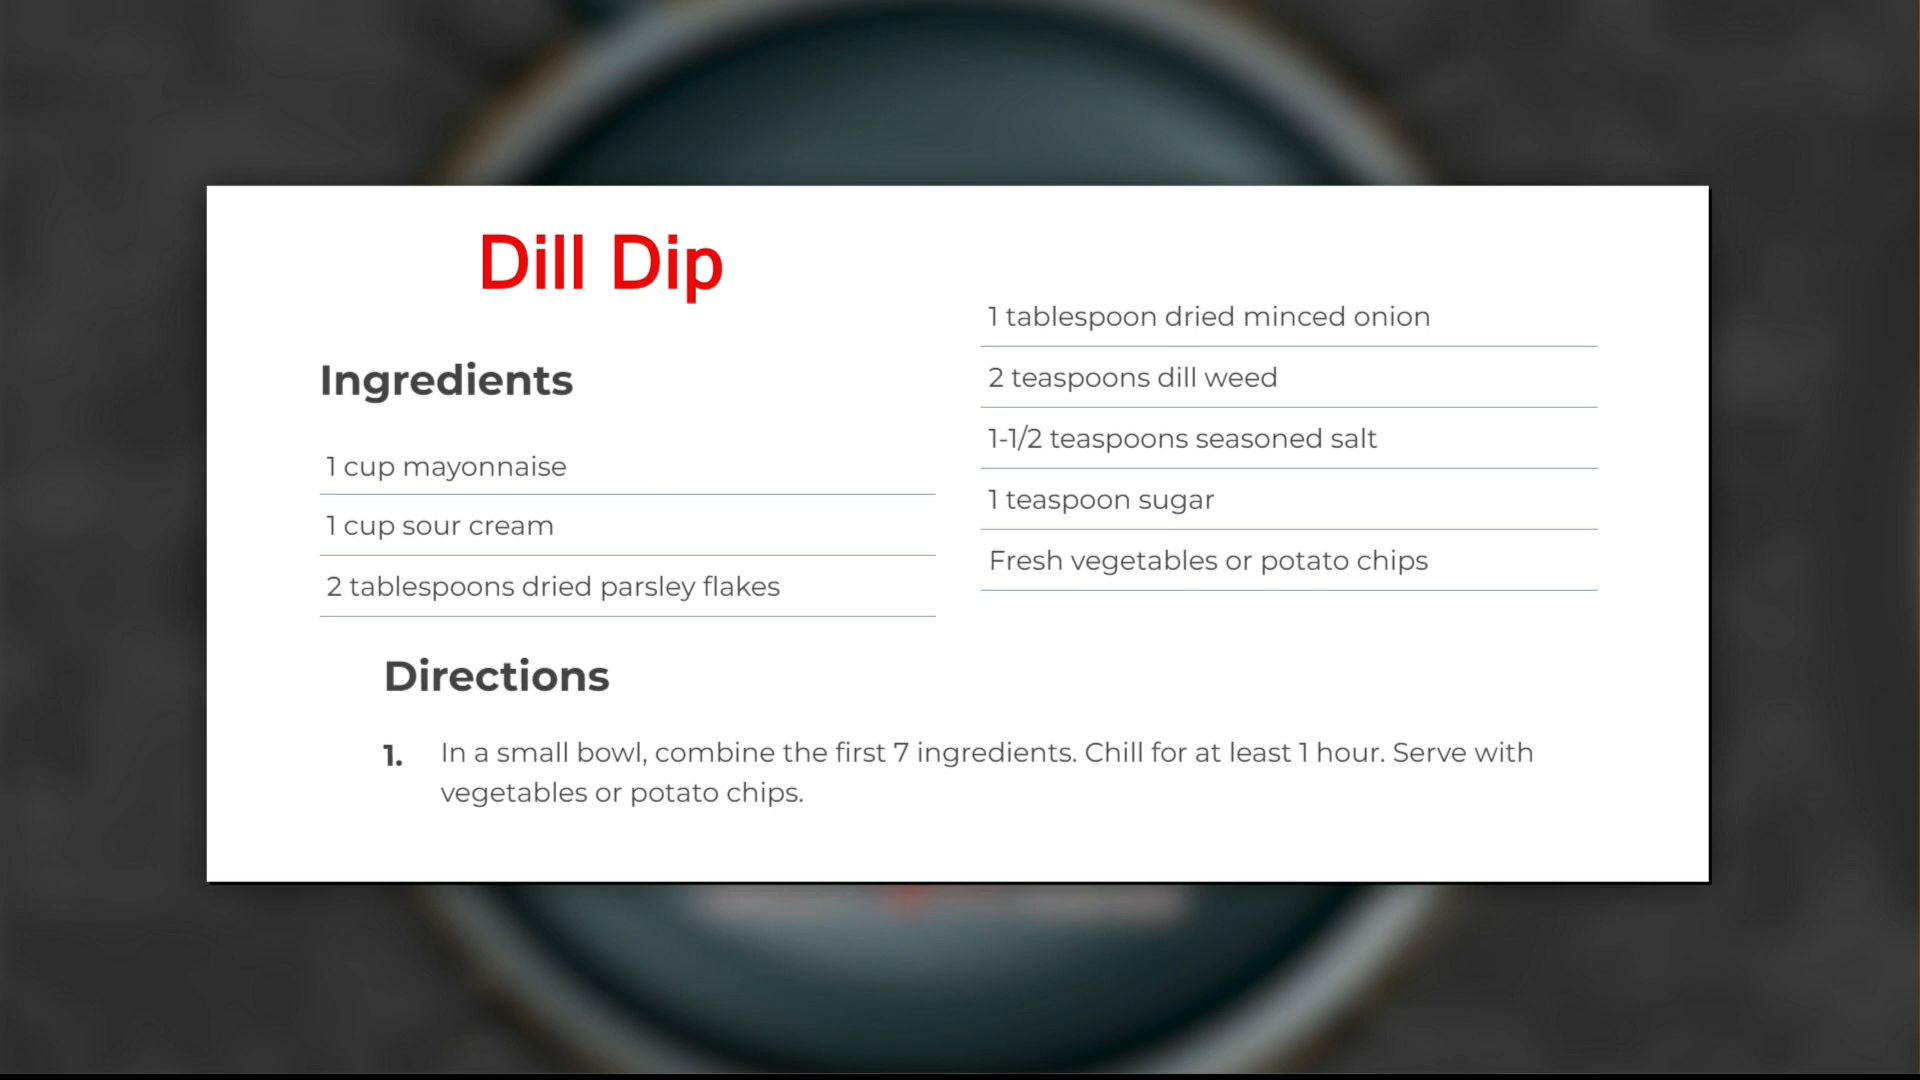 Dill Dip
Ingredients
1 cup mayonnaise
1 cup sour cream
2 tablespoons dried parsley flakes
1 tablespoon dried minced onion
2 teaspoons dill weed
1-1/2 teaspoons seasoned salt
1 teaspoon sugar
Fresh vegetables or potato chips
Directions
1. In a small bowl, combine the first 7 ingredients. Chill for at least 1 hour. Serve with
vegetables or potato chips.